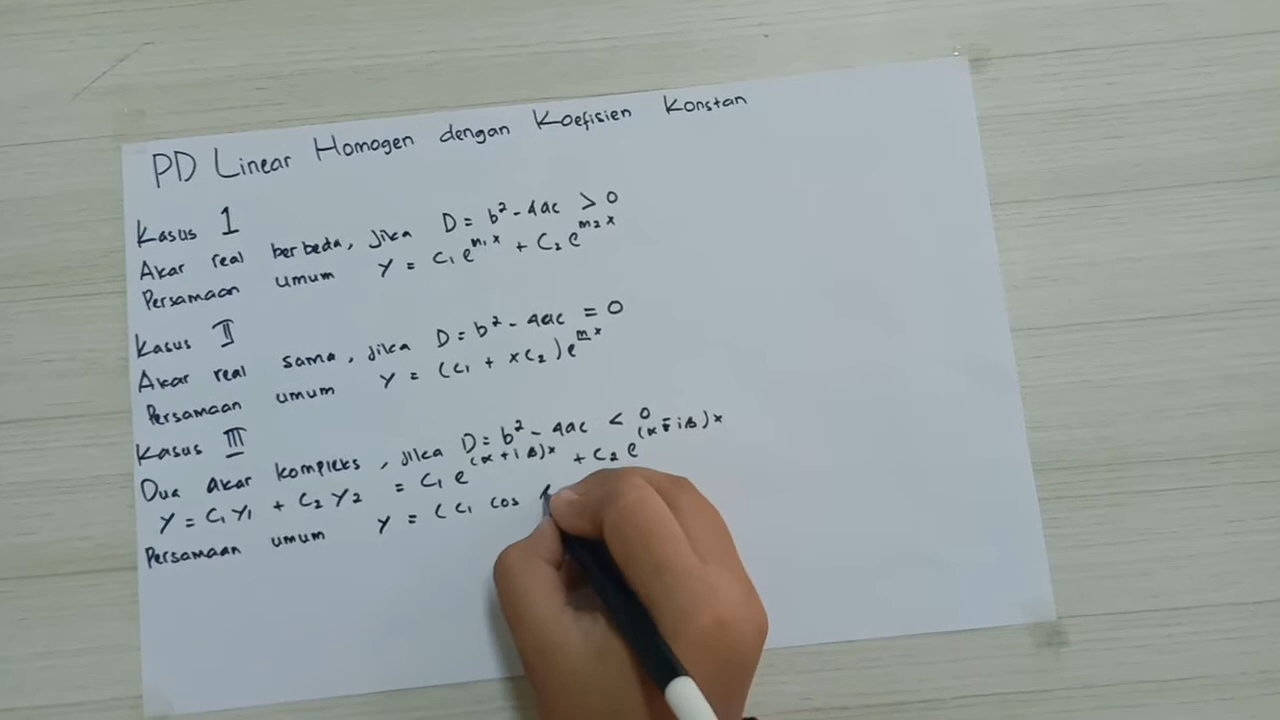 PD Linear Homogen dengan Koefisien Konstan
Kasus I
Akar real berbeda, Jika D = b² - 4ac > 0
Persamaan umum y = C₁e^m₁x + C₂e^m₂x
Kasus II
Akar real sama, Jika D = b² - 4ac = 0
Persamaan umum y = (C₁ + xC₂)e^mx
Kasus III
Dua akar kompleks, Jika D = b² - 4ac < 0
y = C₁y₁ + C₂y₂ = C₁e^(α+iβ)x + C₂e^(α-iβ)x
Persamaan umum y = (C₁ cos